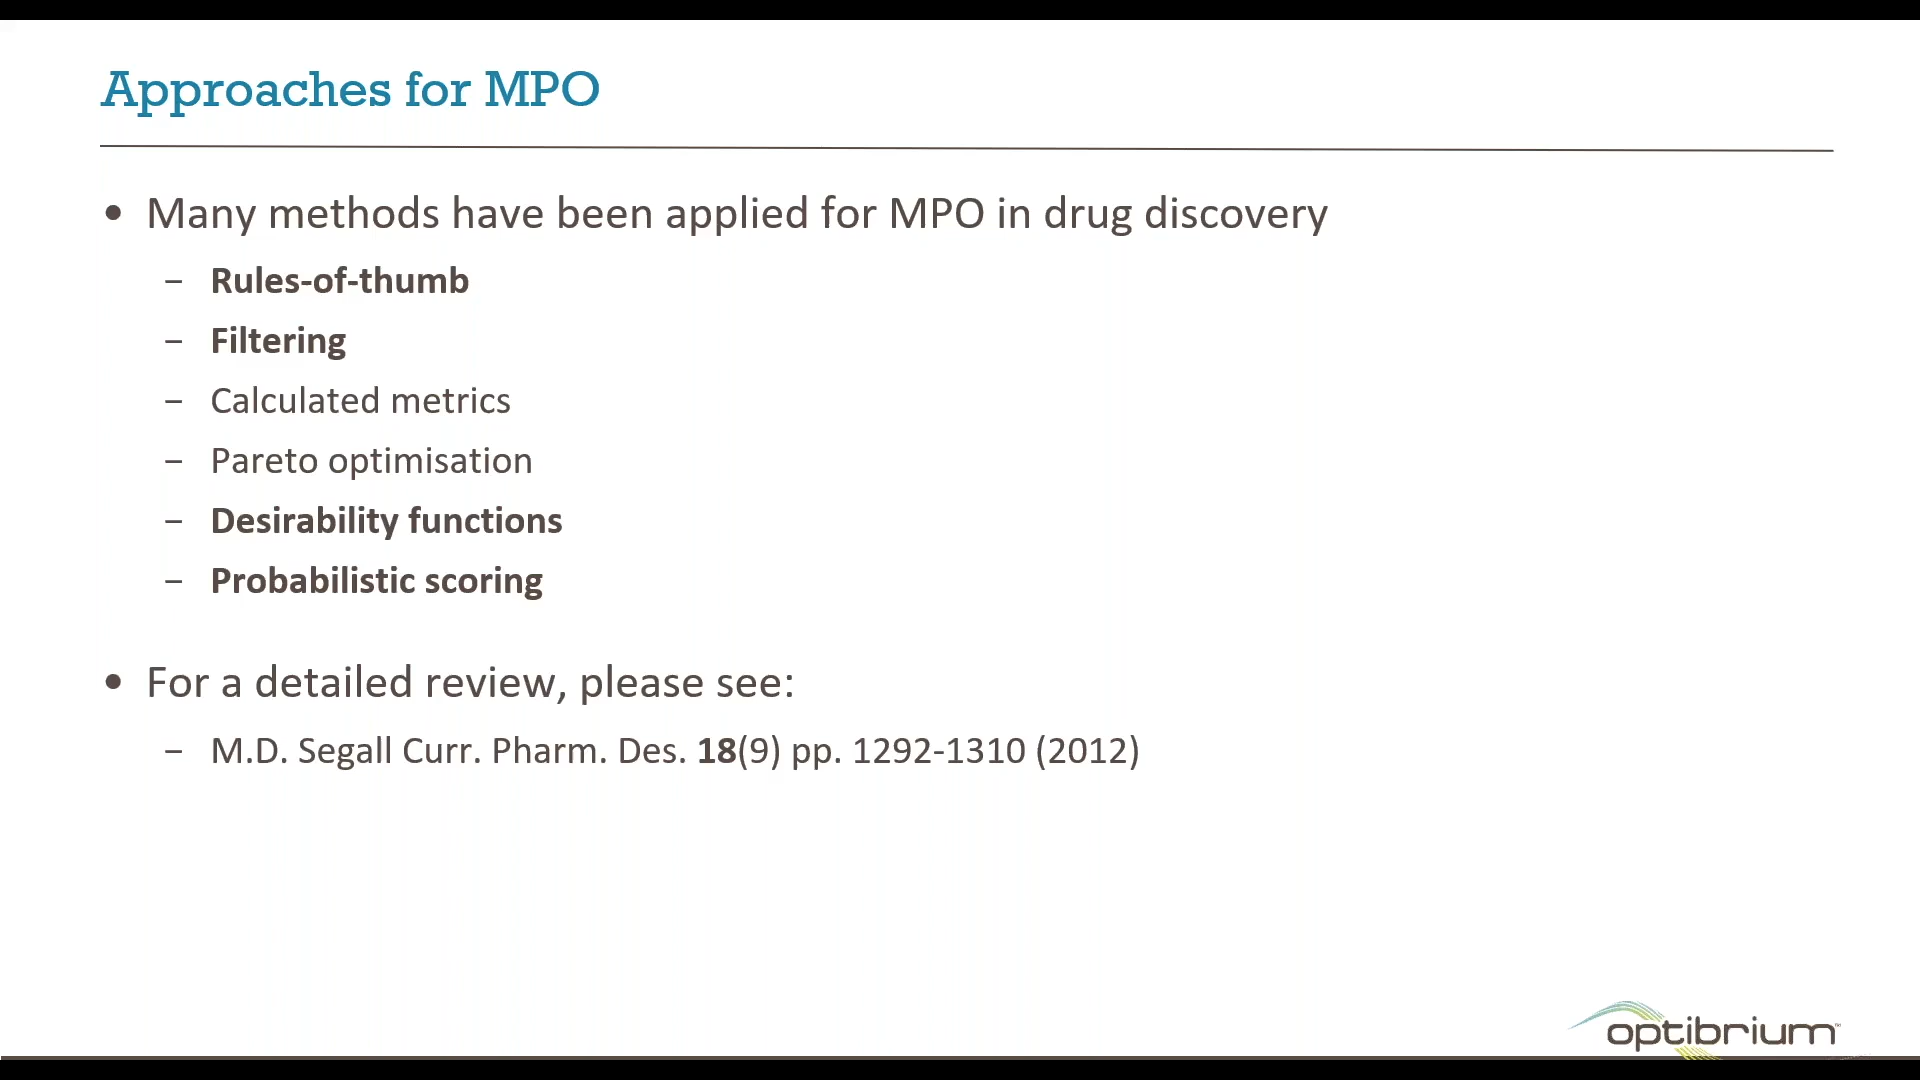 Approaches for MPO
• Many methods have been applied for MPO in drug discovery
– Rules-of-thumb
– Filtering
– Calculated metrics
– Pareto optimisation
– Desirability functions
– Probabilistic scoring
• For a detailed review, please see:
– M.D. Segall Curr. Pharm. Des. 18(9) pp. 1292-1310 (2012)
optibrium™